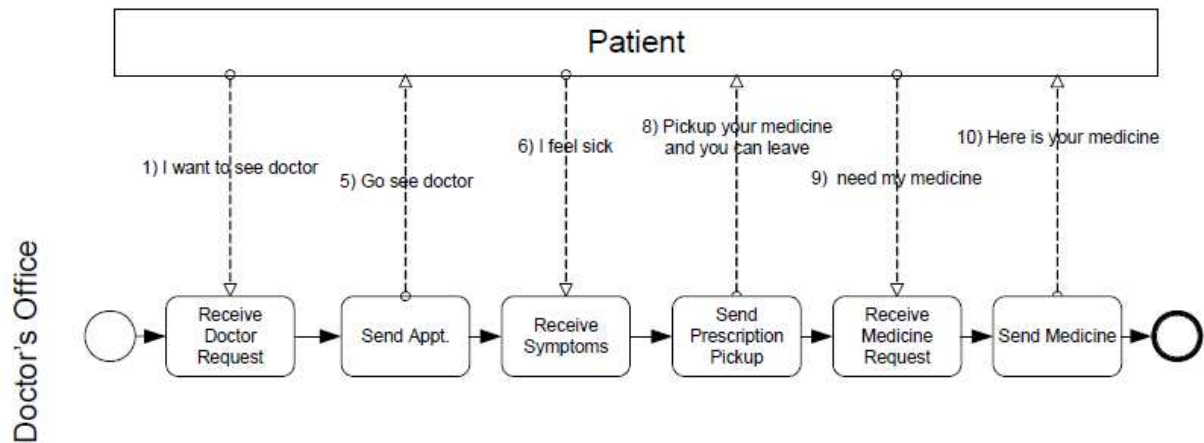 Patient
1) I want to see doctor
5) Go see doctor
6) I feel sick
8) Pickup your medicine
and you can leave
9) need my medicine
10) Here is your medicine
Doctor's Office
Receive
Doctor
Request
Send Appt.
Receive
Symptoms
Send
Prescription
Pickup
Receive
Medicine
Request
Send Medicine